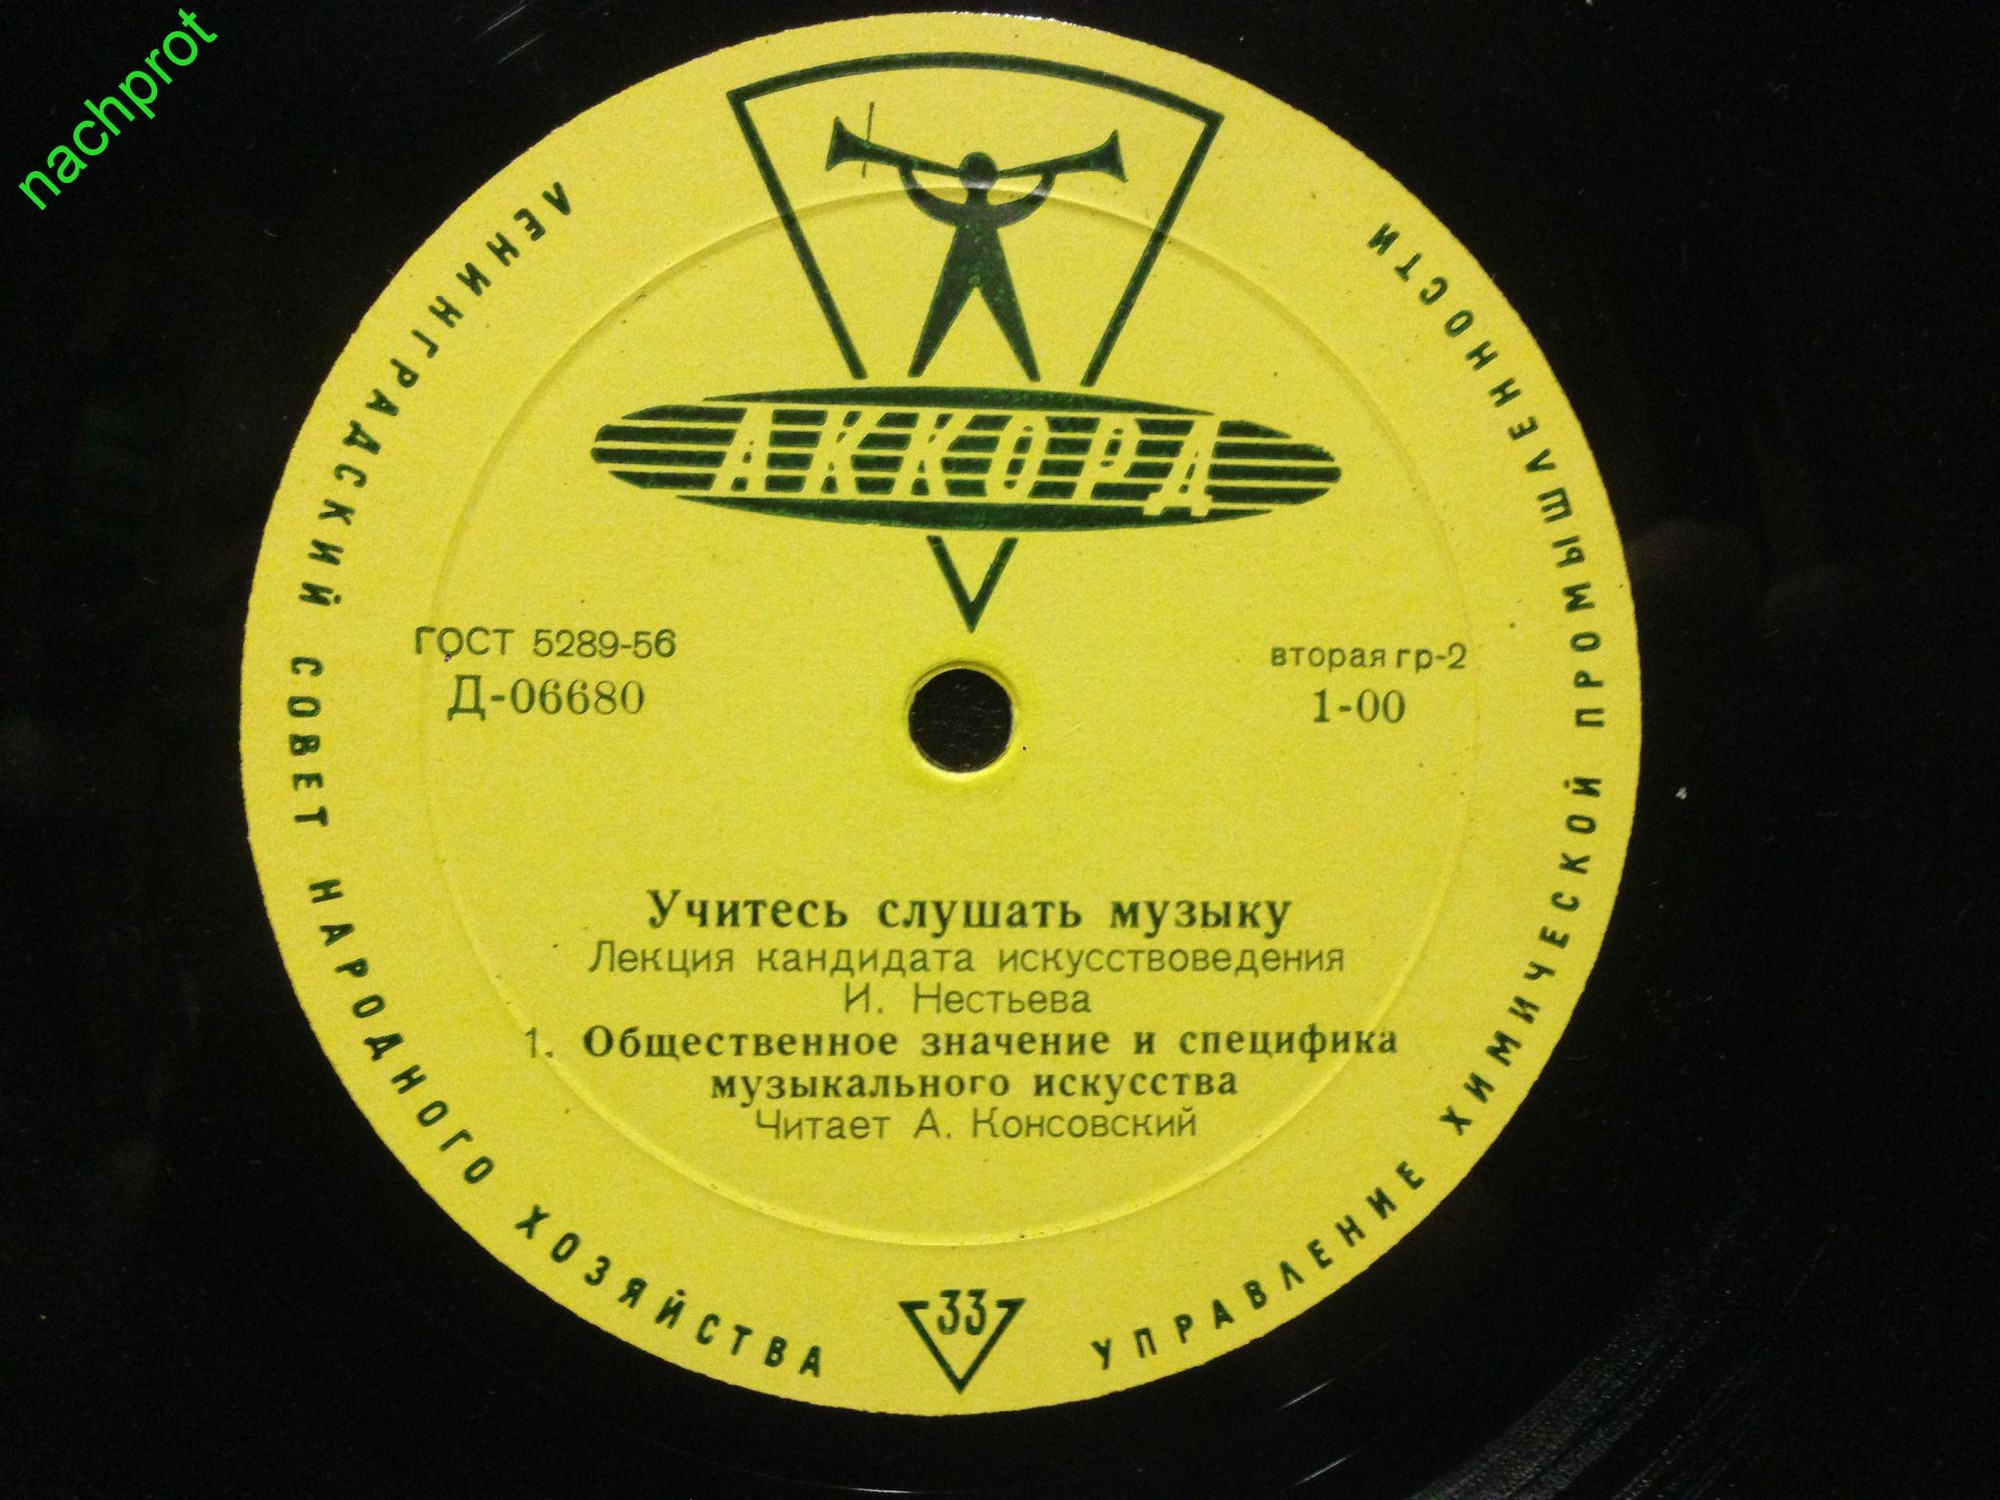 nachprot
ЛЕНИНГРАДСКИЙ СОВЕТ НАРОДНОГО ХОЗЯЙСТВА
УПРАВЛЕНИЕ ХИМИЧЕСКОЙ ПРОМЫШЛЕННОСТИ
АККОРД
ГОСТ 5289-56
Д-06680
вторая гр-2
1-00
Учитесь слушать музыку
Лекция кандидата искусствоведения
И. Нестьева
1. Общественное значение и специфика
музыкального искусства
Читает А. Консовский
33